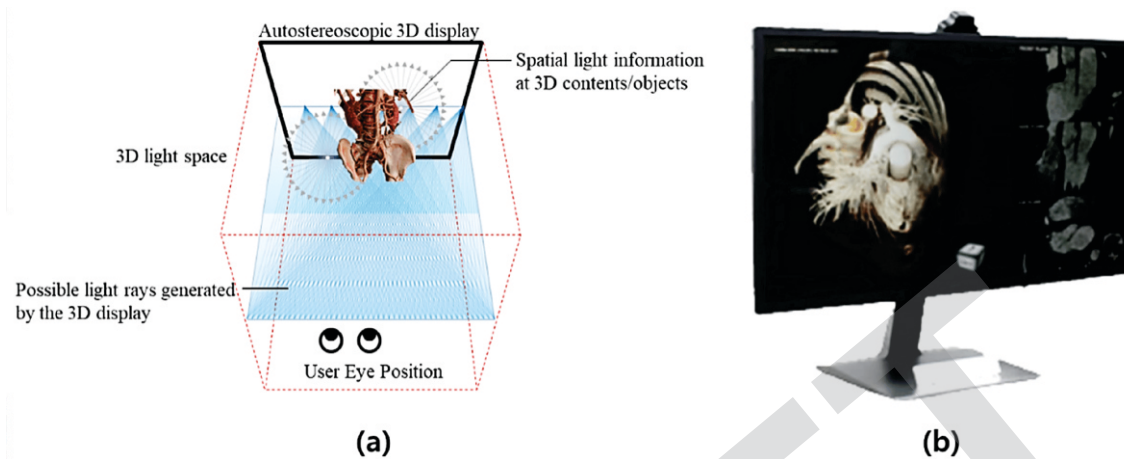 Autostereoscopic 3D display
Spatial light information
at 3D contents/objects
3D light space
Possible light rays generated
by the 3D display
User Eye Position
(a)
(b)